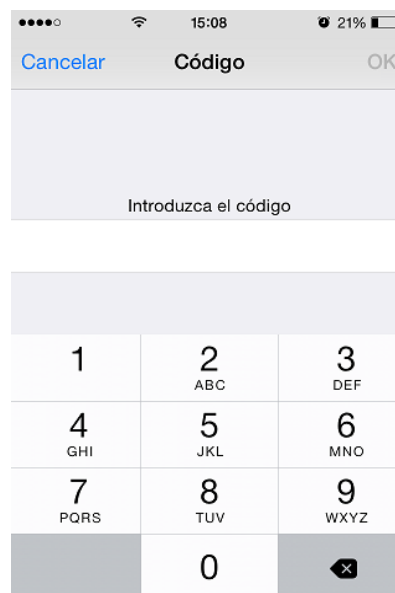 15:08 21%
Cancelar Código OK
Introduzca el código
1 2 3
ABC DEF
4 5 6
GHI JKL MNO
7 8 9
PQRS TUV WXYZ
0